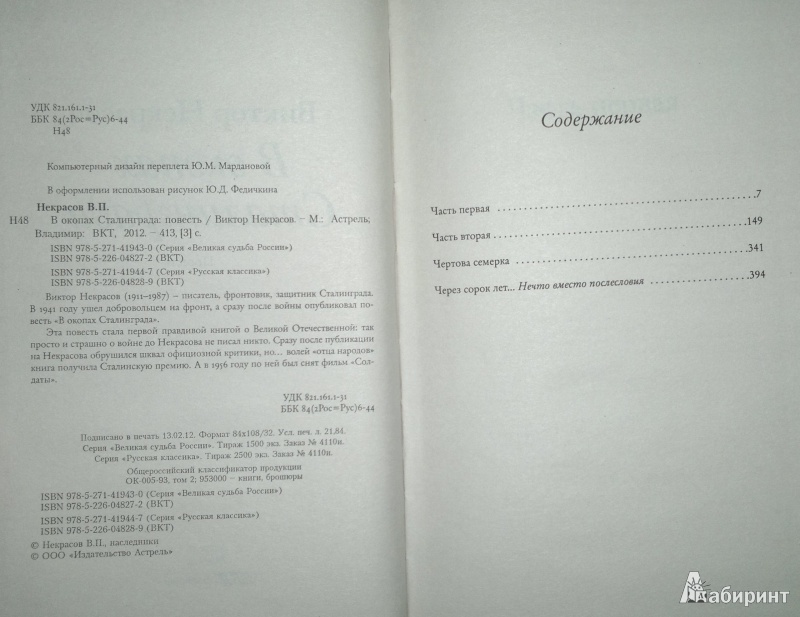 УДК 821.161.1-31
ББК 84(2Рос=Рус)6-44
Н48
Компьютерный дизайн переплета Ю.М. Мардановой
В оформлении использован рисунок Ю.Д. Федичкина
Некрасов В.П.
Н48 В окопах Сталинграда: повесть / Виктор Некрасов. – М.: Астрель;
Владимир: ВКТ, 2012. – 413, [3] с.
ISBN 978-5-271-41943-0 (Серия «Великая судьба России»)
ISBN 978-5-226-04827-2 (ВКТ)
ISBN 978-5-271-41944-7 (Серия «Русская классика»)
ISBN 978-5-226-04828-9 (ВКТ)
Виктор Некрасов (1911–1987) – писатель, фронтовик, защитник Сталинграда.
В 1941 году ушел добровольцем на фронт, а сразу после войны опубликовал по-
весть «В окопах Сталинграда».
Эта повесть стала первой правдивой книгой о Великой Отечественной: так
просто и страшно о войне до Некрасова не писал никто. Сразу после публикации
на Некрасова обрушился шквал официозной критики, но... волей «отца народов»
книга получила Сталинскую премию. А в 1956 году по ней был снят фильм «Сол-
даты».
УДК 821.161.1-31
ББК 84(2Рос=Рус)6-44
Подписано в печать 13.02.12. Формат 84x108/32. Усл. печ. л. 21,84.
Серия «Великая судьба России». Тираж 1500 экз. Заказ № 4110и.
Серия «Русская классика». Тираж 2500 экз. Заказ № 4110и.
Общероссийский классификатор продукции
ОК-005-93, том 2; 953000 – книги, брошюры
ISBN 978-5-271-41943-0 (Серия «Великая судьба России»)
ISBN 978-5-226-04827-2 (ВКТ)
ISBN 978-5-271-41944-7 (Серия «Русская классика»)
ISBN 978-5-226-04828-9 (ВКТ)
© Некрасов В.П., наследники
© ООО «Издательство Астрель»
Содержание
Часть первая ........ 7
Часть вторая ........ 149
Чертова семерка ........ 341
Через сорок лет... Нечто вместо послесловия ........ 394
Лабиринт